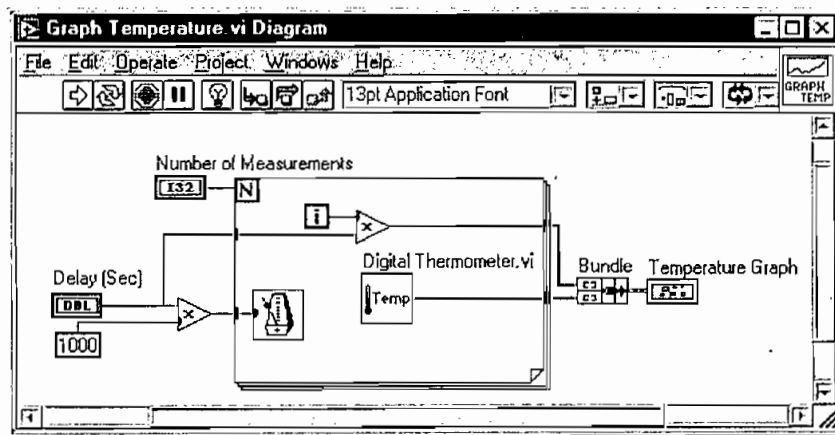 Graph Temperature.vi Diagram
File Edit Operate Project Windows Help
13pt Application Font
GRAPH
TEMP
Number of Measurements
I32
N
i
x
Delay (Sec)
DBL
x
1000
Digital Thermometer.vi
Temp
Bundle
Temperature Graph